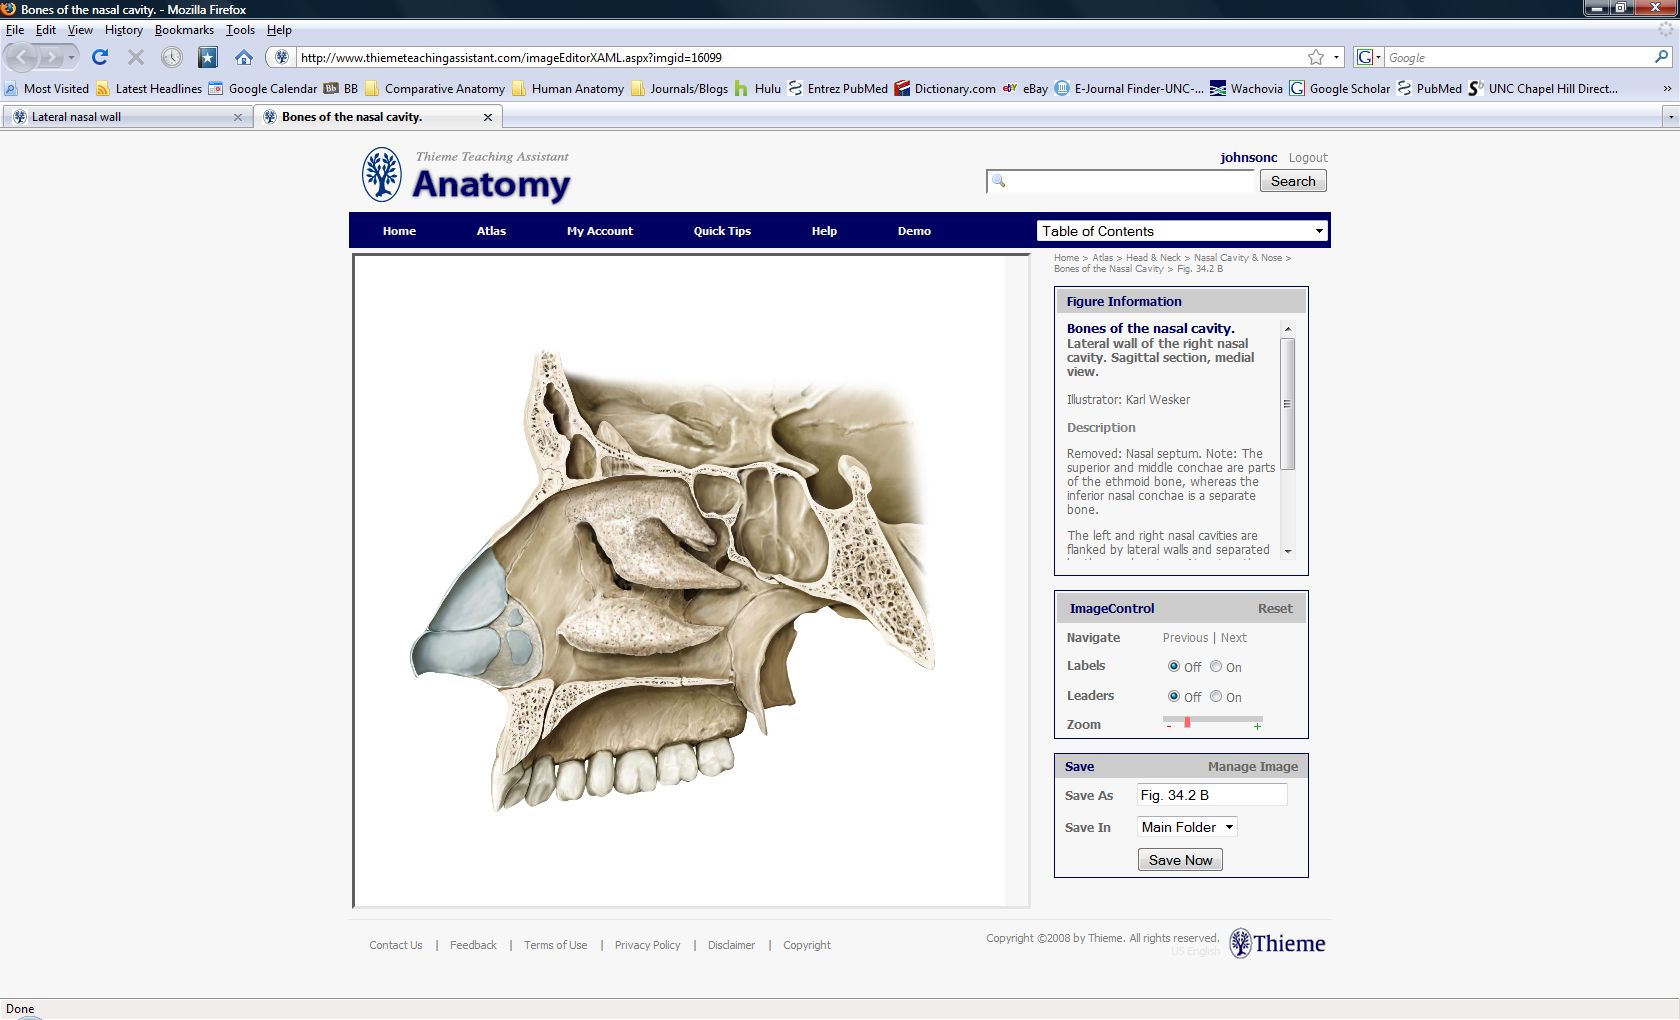 Bones of the nasal cavity. - Mozilla Firefox
File Edit View History Bookmarks Tools Help
http://www.thiemeteachingassistant.com/imageEditorXAML.aspx?imgid=16099
G Google
Most Visited Latest Headlines Google Calendar Bb BB Comparative Anatomy Human Anatomy Journals/Blogs h Hulu Entrez PubMed Dictionary.com ebY eBay E-Journal Finder-UNC-... Wachovia G Google Scholar PubMed S UNC Chapel Hill Direct... »
Lateral nasal wall
Bones of the nasal cavity.
Thieme Teaching Assistant
Anatomy
johnsonc Logout
Search
Home Atlas My Account Quick Tips Help Demo Table of Contents
Home > Atlas > Head & Neck > Nasal Cavity & Nose >
Bones of the Nasal Cavity > Fig. 34.2 B
Figure Information
Bones of the nasal cavity.
Lateral wall of the right nasal
cavity. Sagittal section, medial
view.
Illustrator: Karl Wesker
Description
Removed: Nasal septum. Note: The
superior and middle conchae are parts
of the ethmoid bone, whereas the
inferior nasal conchae is a separate
bone.
The left and right nasal cavities are
flanked by lateral walls and separated
ImageControl Reset
Navigate Previous | Next
Labels Off On
Leaders Off On
Zoom - +
Save Manage Image
Save As Fig. 34.2 B
Save In Main Folder
Save Now
Contact Us | Feedback | Terms of Use | Privacy Policy | Disclaimer | Copyright
Copyright ©2008 by Thieme. All rights reserved.
US English
Thieme
Done